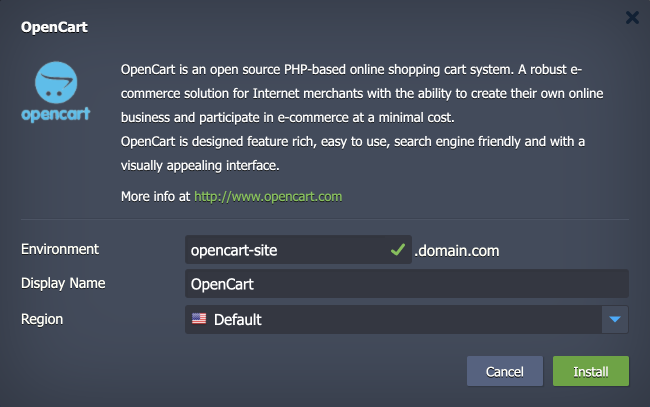 OpenCart
opencart
OpenCart is an open source PHP-based online shopping cart system. A robust e-
commerce solution for Internet merchants with the ability to create their own online
business and participate in e-commerce at a minimal cost.
OpenCart is designed feature rich, easy to use, search engine friendly and with a
visually appealing interface.
More info at http://www.opencart.com
Environment opencart-site .domain.com
Display Name OpenCart
Region Default
Cancel Install